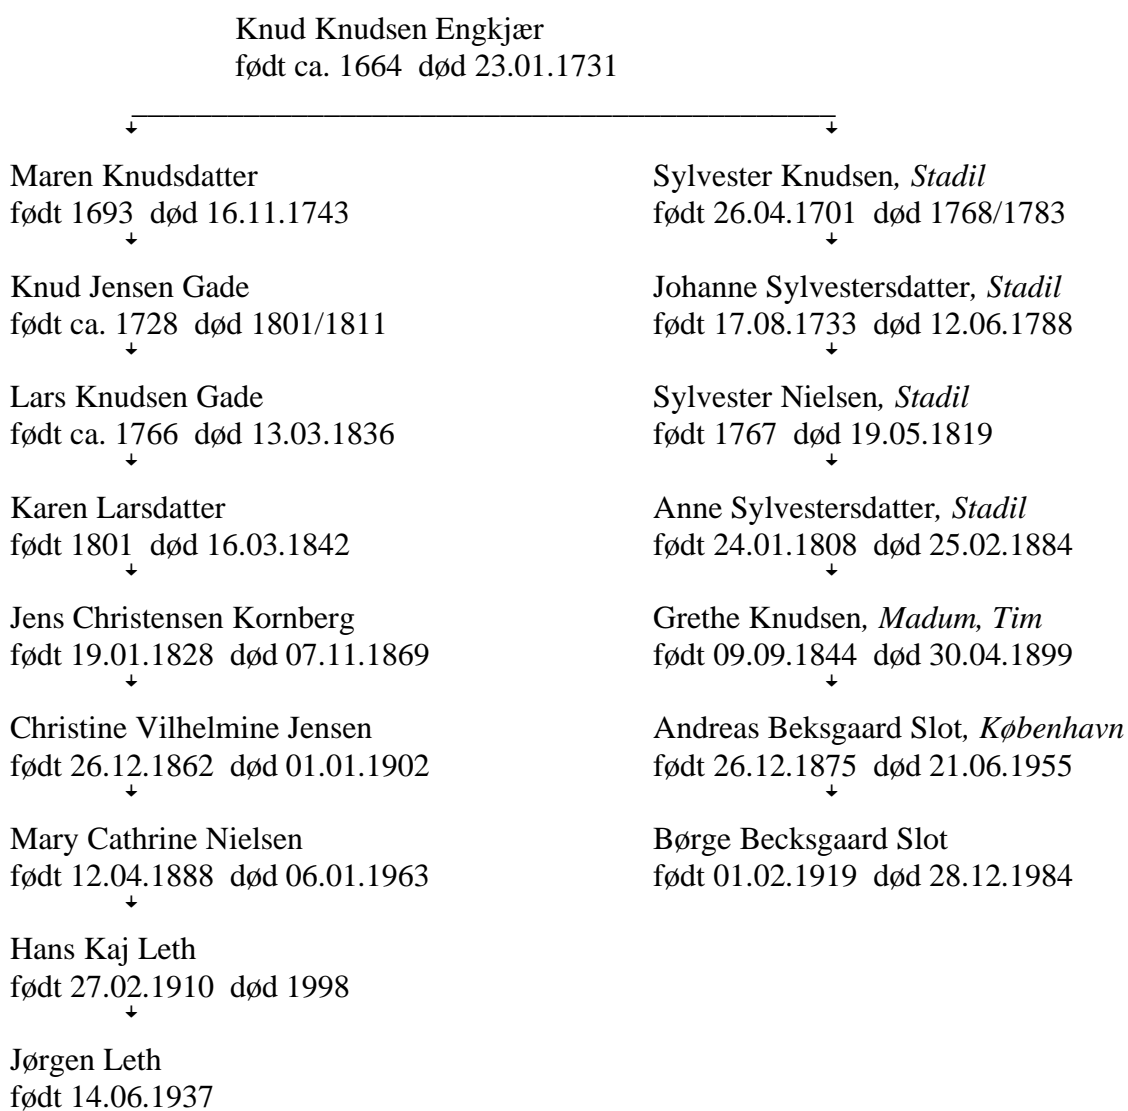 Knud Knudsen Engkjær
født ca. 1664 død 23.01.1731
Maren Knudsdatter
født 1693 død 16.11.1743
Knud Jensen Gade
født ca. 1728 død 1801/1811
Lars Knudsen Gade
født ca. 1766 død 13.03.1836
Karen Larsdatter
født 1801 død 16.03.1842
Jens Christensen Kornberg
født 19.01.1828 død 07.11.1869
Christine Vilhelmine Jensen
født 26.12.1862 død 01.01.1902
Mary Cathrine Nielsen
født 12.04.1888 død 06.01.1963
Hans Kaj Leth
født 27.02.1910 død 1998
Jørgen Leth
født 14.06.1937
Sylvester Knudsen, Stadil
født 26.04.1701 død 1768/1783
Johanne Sylvestersdatter, Stadil
født 17.08.1733 død 12.06.1788
Sylvester Nielsen, Stadil
født 1767 død 19.05.1819
Anne Sylvestersdatter, Stadil
født 24.01.1808 død 25.02.1884
Grethe Knudsen, Madum, Tim
født 09.09.1844 død 30.04.1899
Andreas Beksgaard Slot, København
født 26.12.1875 død 21.06.1955
Børge Becksgaard Slot
født 01.02.1919 død 28.12.1984